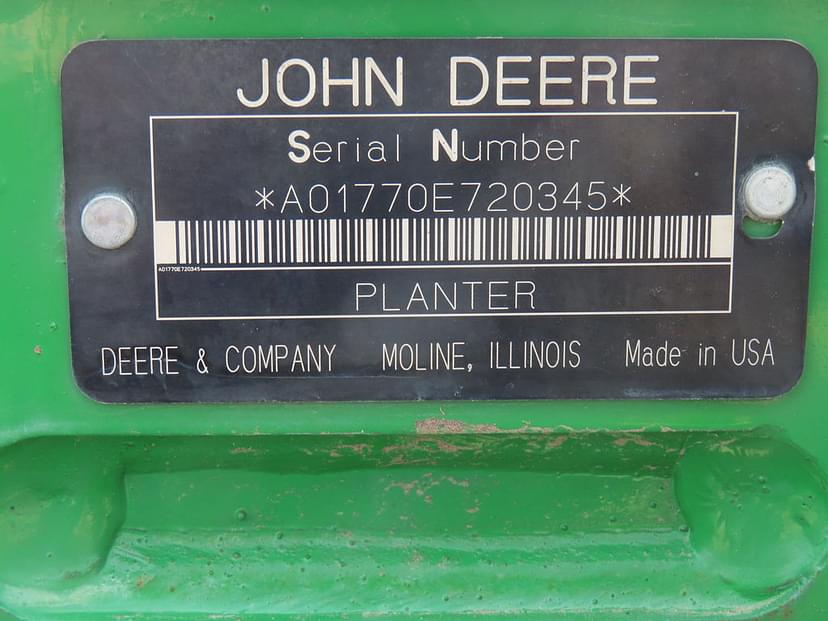 JOHN DEERE
Serial Number
*A01770E720345*
A01770E720345
PLANTER
DEERE & COMPANY MOLINE, ILLINOIS Made in USA